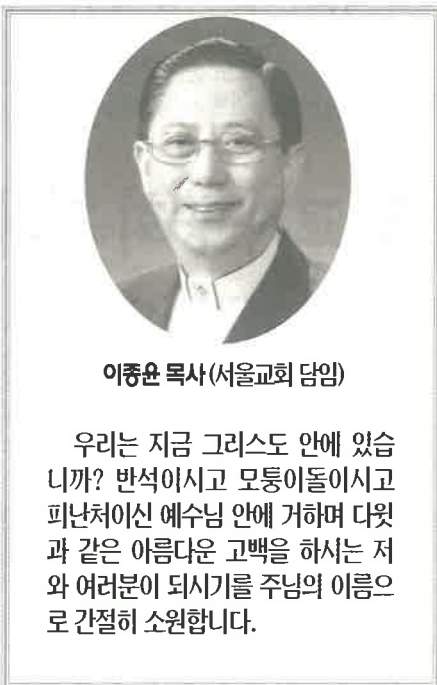 이종윤 목사 (서울교회 담임)
우리는 지금 그리스도 안에 있습
니까? 반석이시고 모퉁이돌이시고
피난처이신 예수님 안에 거하며 다윗
과 같은 아름다운 고백을 하시는 저
와 여러분이 되시기를 주님의 이름으
로 간절히 소원합니다.